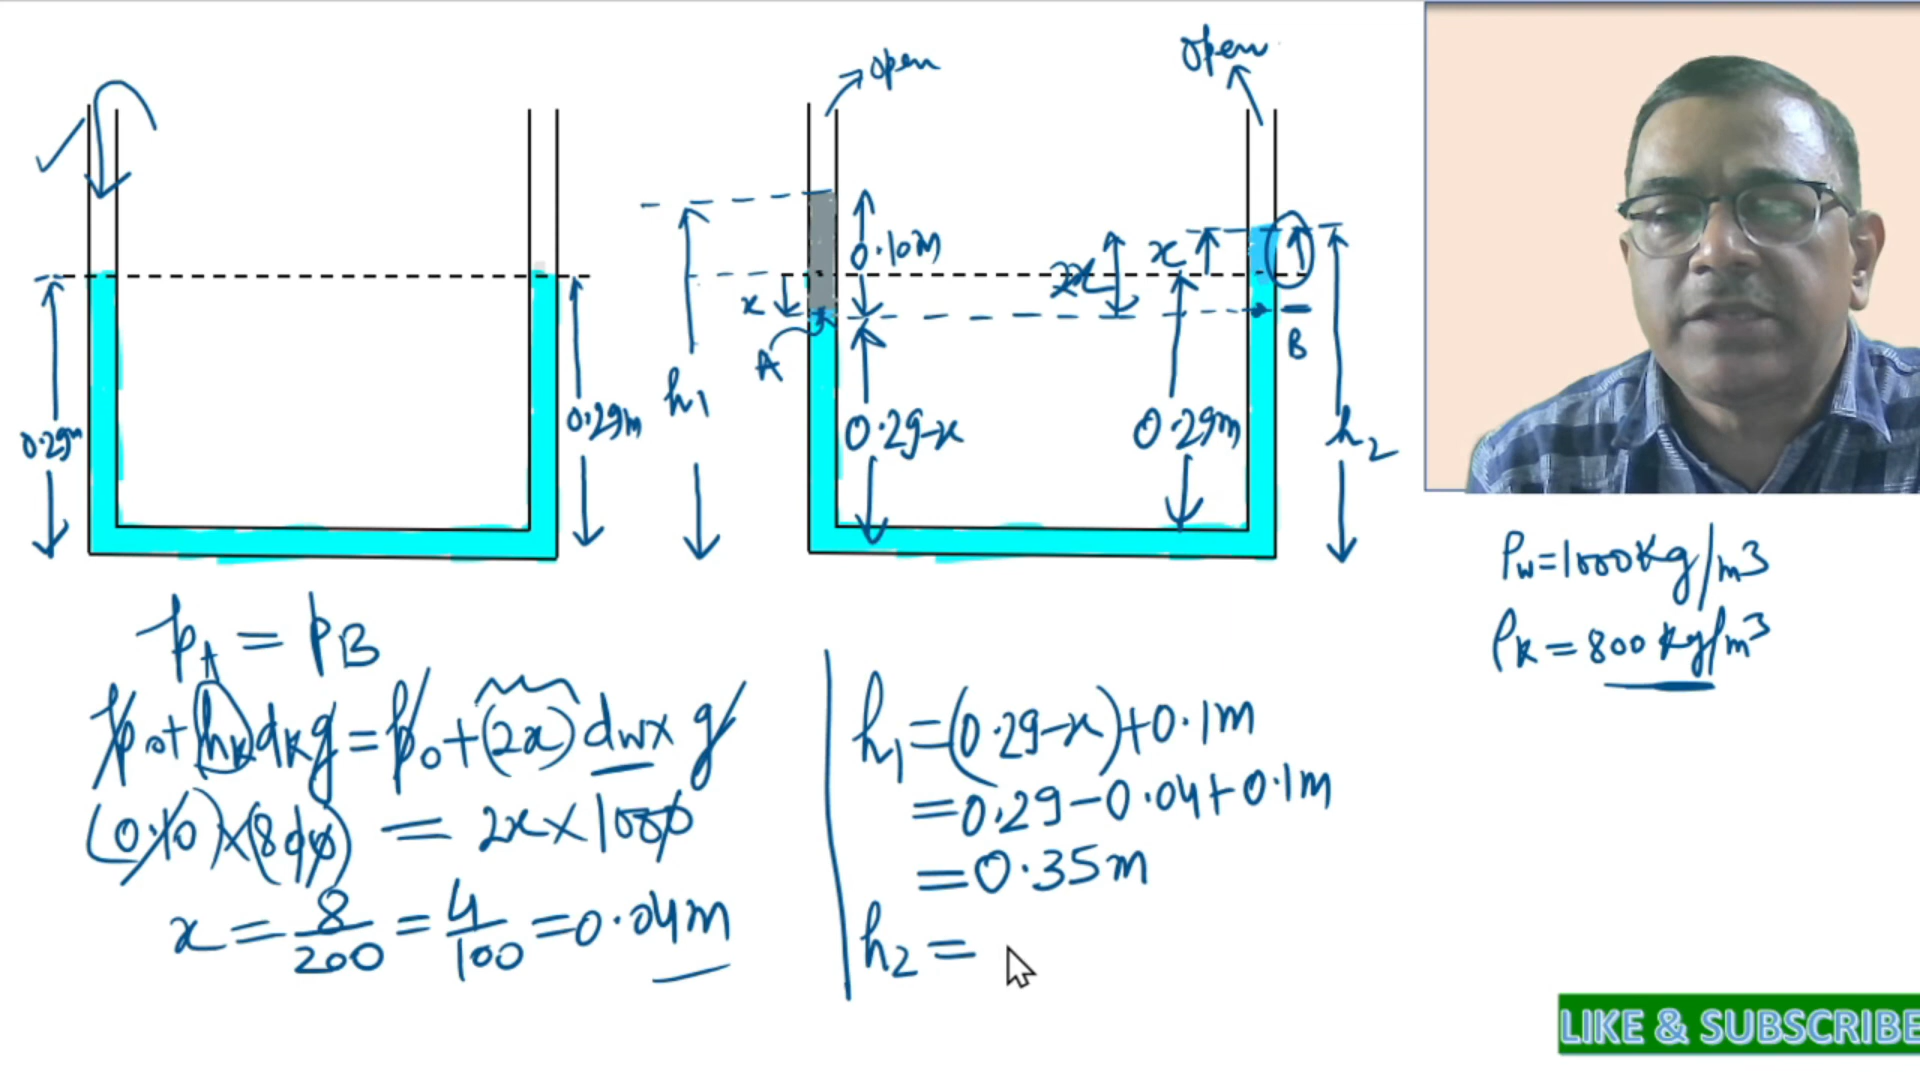 open
open
0.10m
x
2x
x
A
B
h₁
0.29m
0.29m
0.29-x
0.29m
h₂
ρw=1000Kg/m3
ρk=800kg/m³
pA = pB
p₀+hkdkg=p₀+(2x)dw×g
(0.10)×(800) = 2x×1000
x=8/200=4/100=0.04m
h₁=(0.29-x)+0.1m
=0.29-0.04+0.1m
=0.35m
h₂=
LIKE & SUBSCRIBE